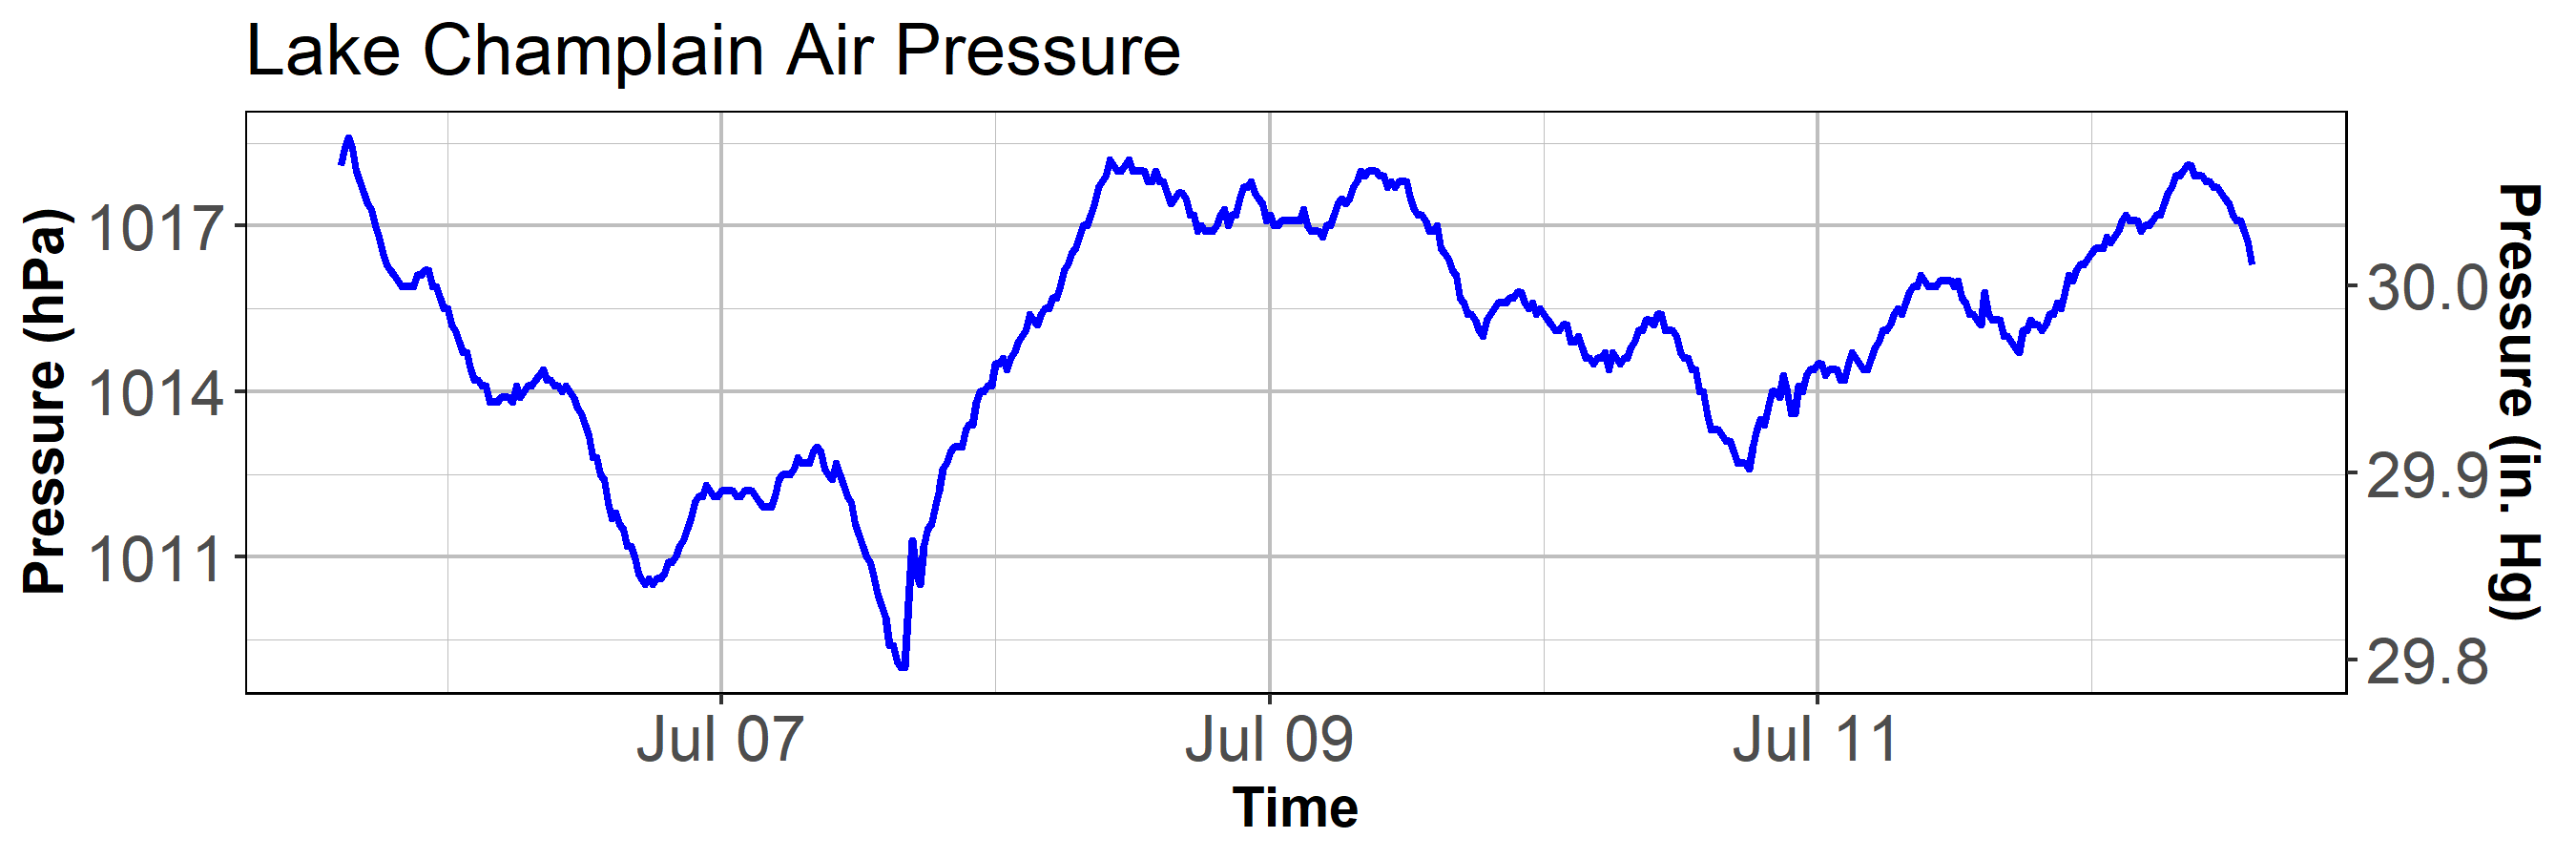 Lake Champlain Air Pressure
Pressure (hPa)
1017
1014
1011
30.0
29.9
29.8
Pressure (in. Hg)
Jul 07
Jul 09
Jul 11
Time